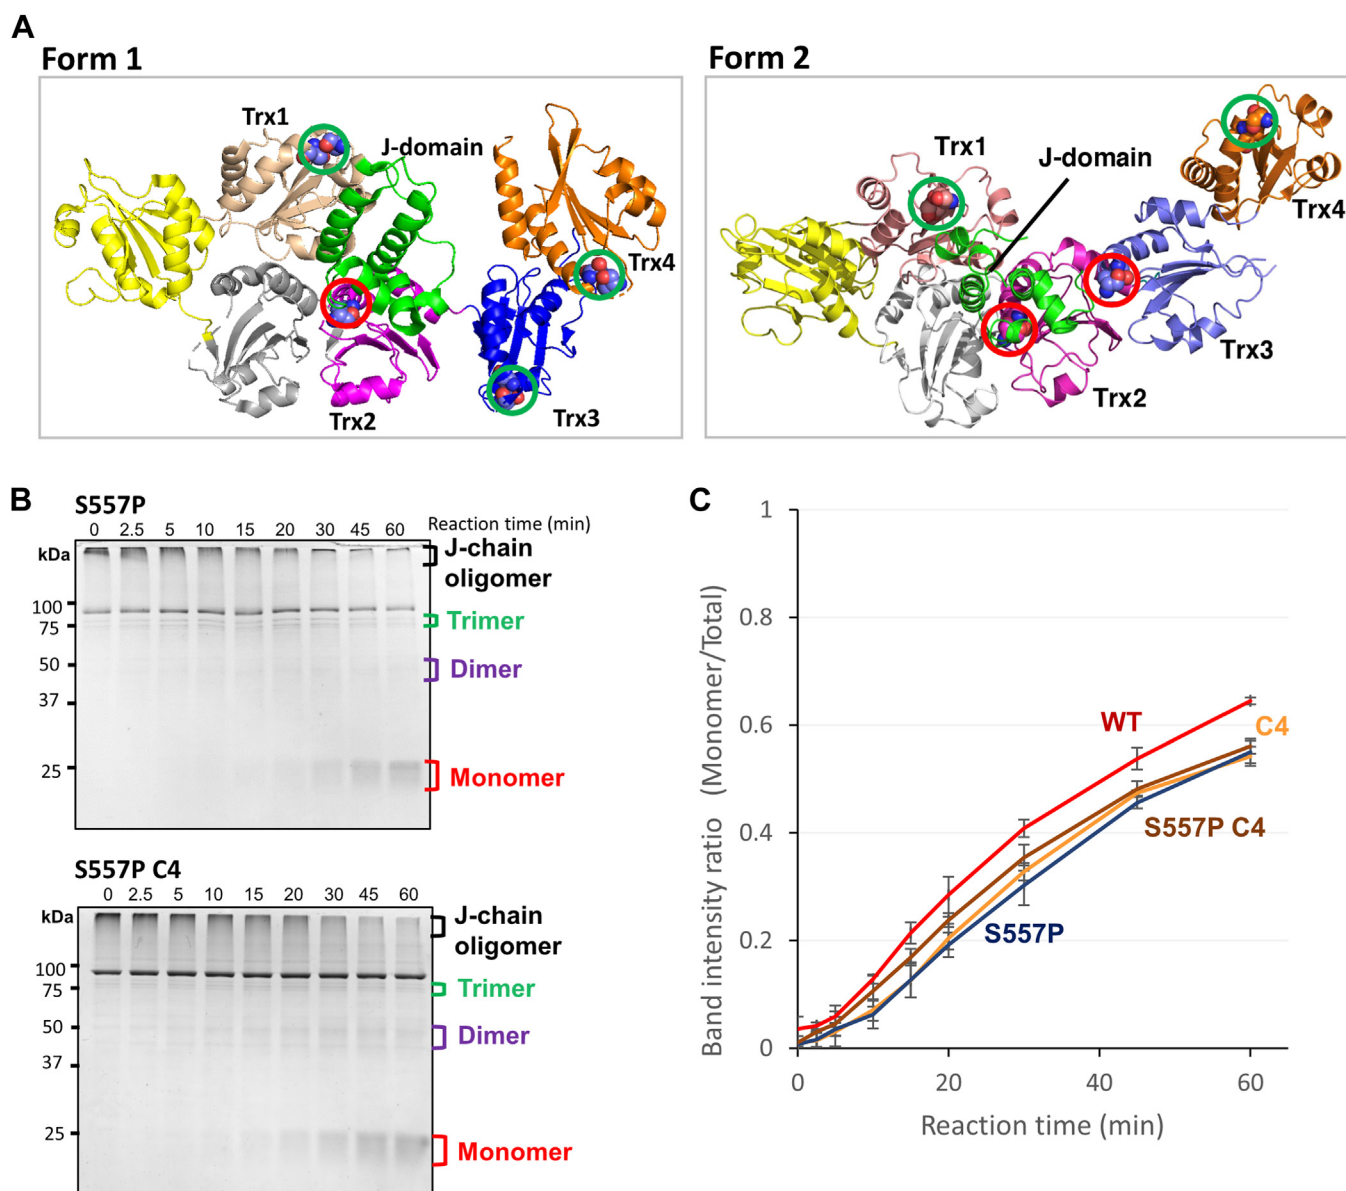 A
Form 1
Trx1
J-domain
Trx4
Trx2
Trx3
Form 2
Trx1
J-domain
Trx4
Trx3
Trx2
B
S557P
0 2.5 5 10 15 20 30 45 60 Reaction time (min)
kDa
100
75
50
37
25
J-chain
oligomer
Trimer
Dimer
Monomer
S557P C4
0 2.5 5 10 15 20 30 45 60
kDa
100
75
50
37
25
J-chain
oligomer
Trimer
Dimer
Monomer
C
Band intensity ratio (Monomer/Total)
1
0.8
0.6
0.4
0.2
0
WT
C4
S557P C4
S557P
0 20 40 60
Reaction time (min)